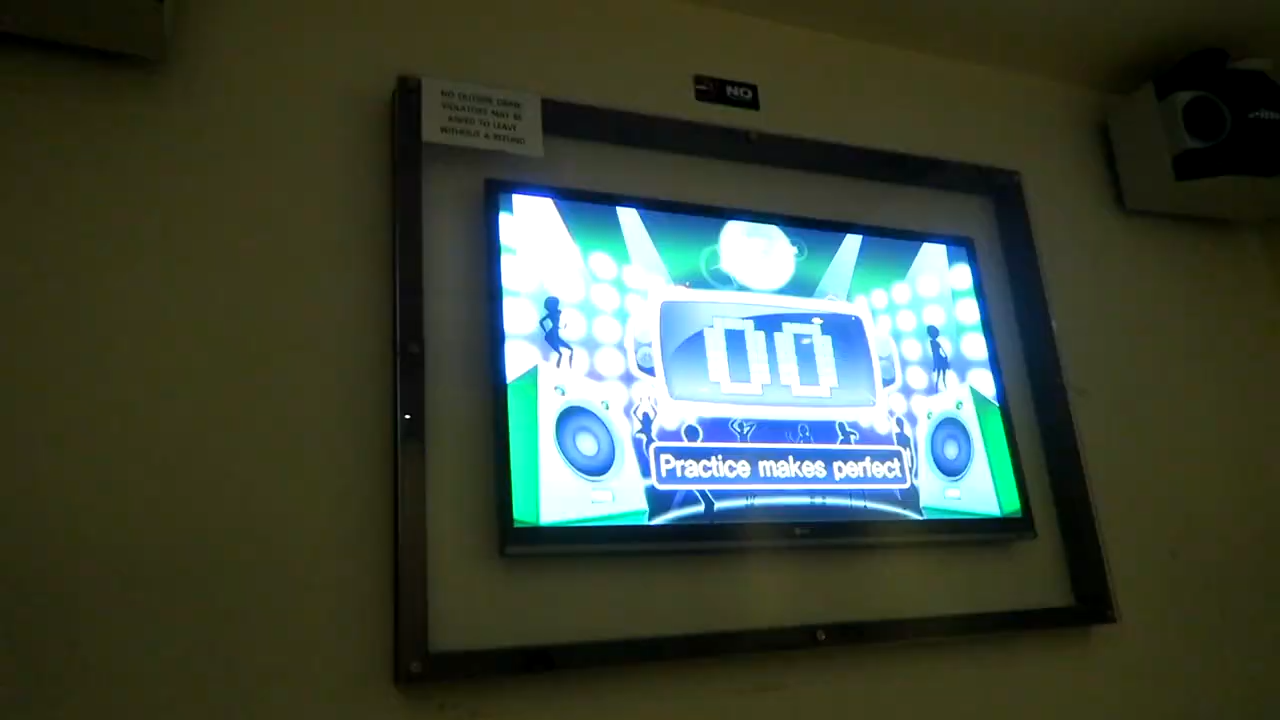 NO OUTSIDE DRINK
VIOLATORS MAY BE
ASKED TO LEAVE
WITHOUT A REFUND
NO
00
Practice makes perfect